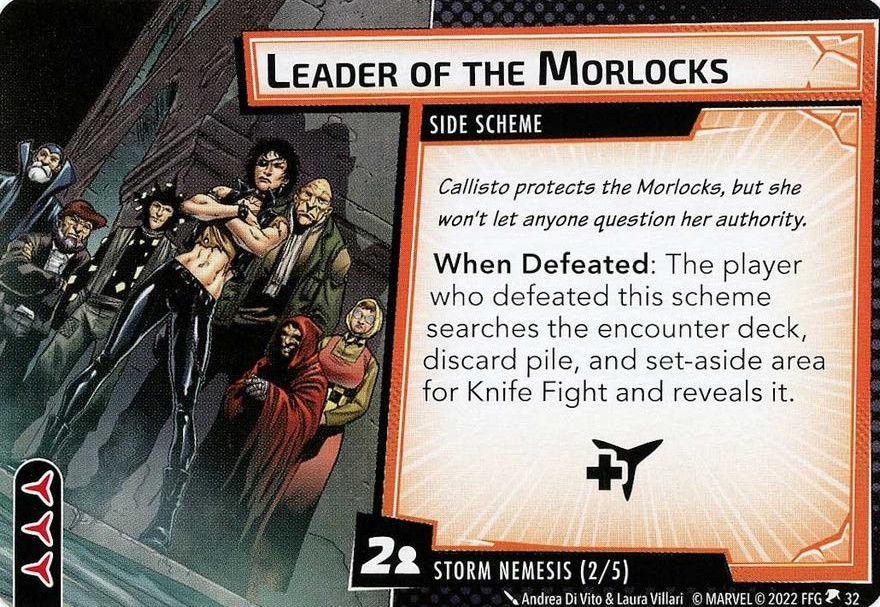 LEADER OF THE MORLOCKS
SIDE SCHEME
Callisto protects the Morlocks, but she
won't let anyone question her authority.
When Defeated: The player
who defeated this scheme
searches the encounter deck,
discard pile, and set-aside area
for Knife Fight and reveals it.
2
STORM NEMESIS (2/5)
Andrea Di Vito & Laura Villari © MARVEL © 2022 FFG 32